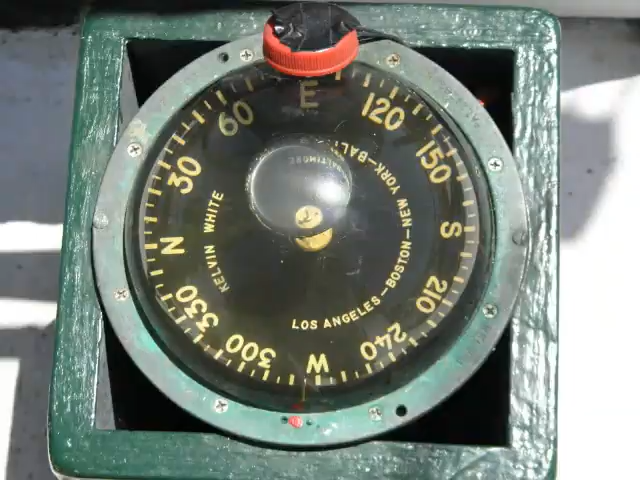 E
120
150
S
210
240
W
300
330
N
30
60
KELVIN WHITE
LOS ANGELES-BOSTON-NEW YORK-BALTIMORE